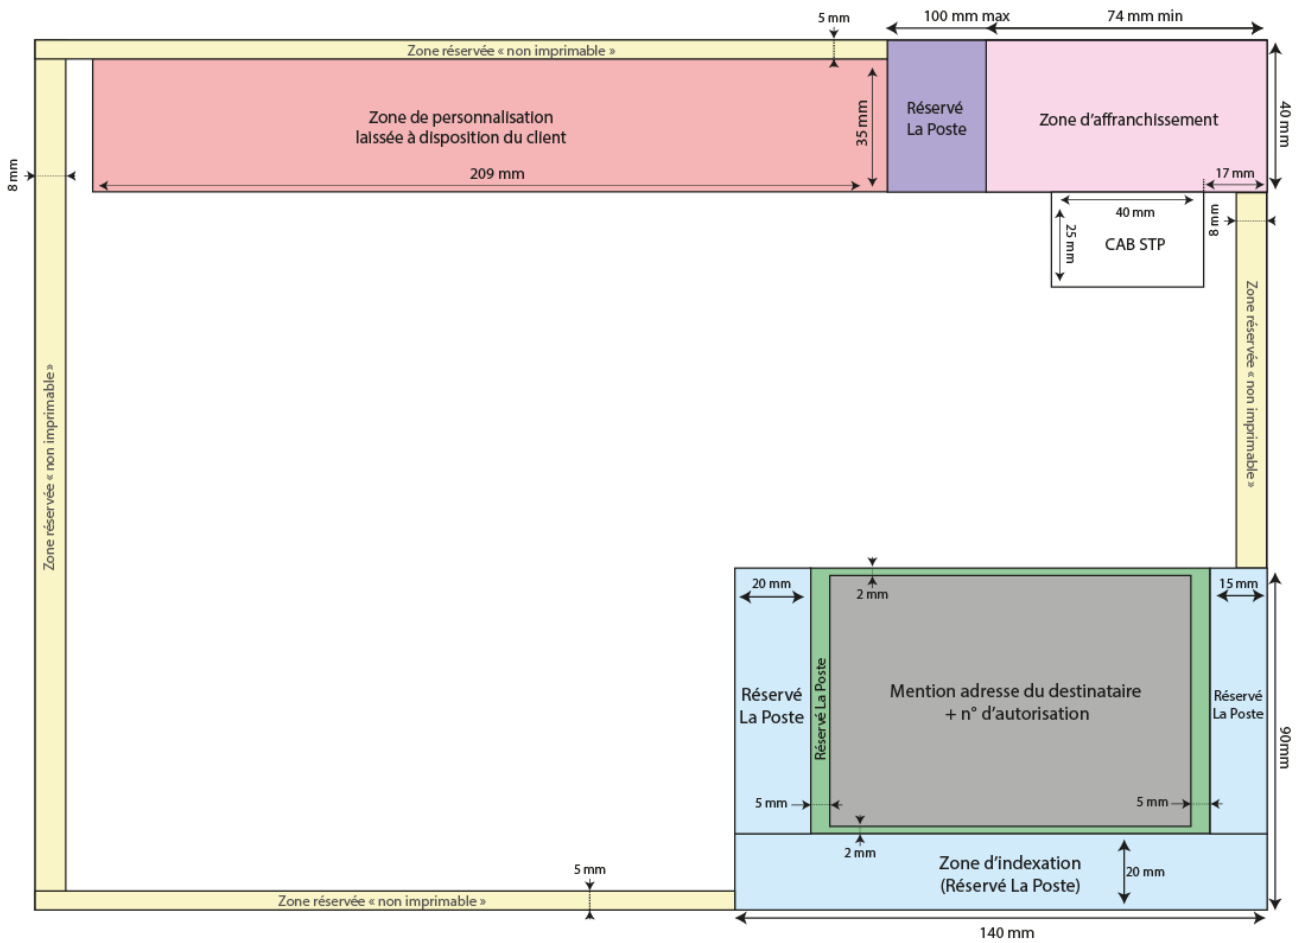 5 mm
100 mm max
74 mm min
Zone réservée « non imprimable »
Zone de personnalisation
laissée à disposition du client
35 mm
209 mm
Réservé
La Poste
Zone d'affranchissement
40 mm
17 mm
8 mm
40 mm
25 mm
CAB STP
8 mm
Zone réservée « non imprimable »
Zone réservée « non imprimable »
20 mm
2 mm
15 mm
Réservé
La Poste
Réservé La Poste
Mention adresse du destinataire
+ n° d'autorisation
Réservé
La Poste
90mm
5 mm
5 mm
2 mm
Zone d'indexation
(Réservé La Poste)
20 mm
5 mm
Zone réservée « non imprimable »
140 mm